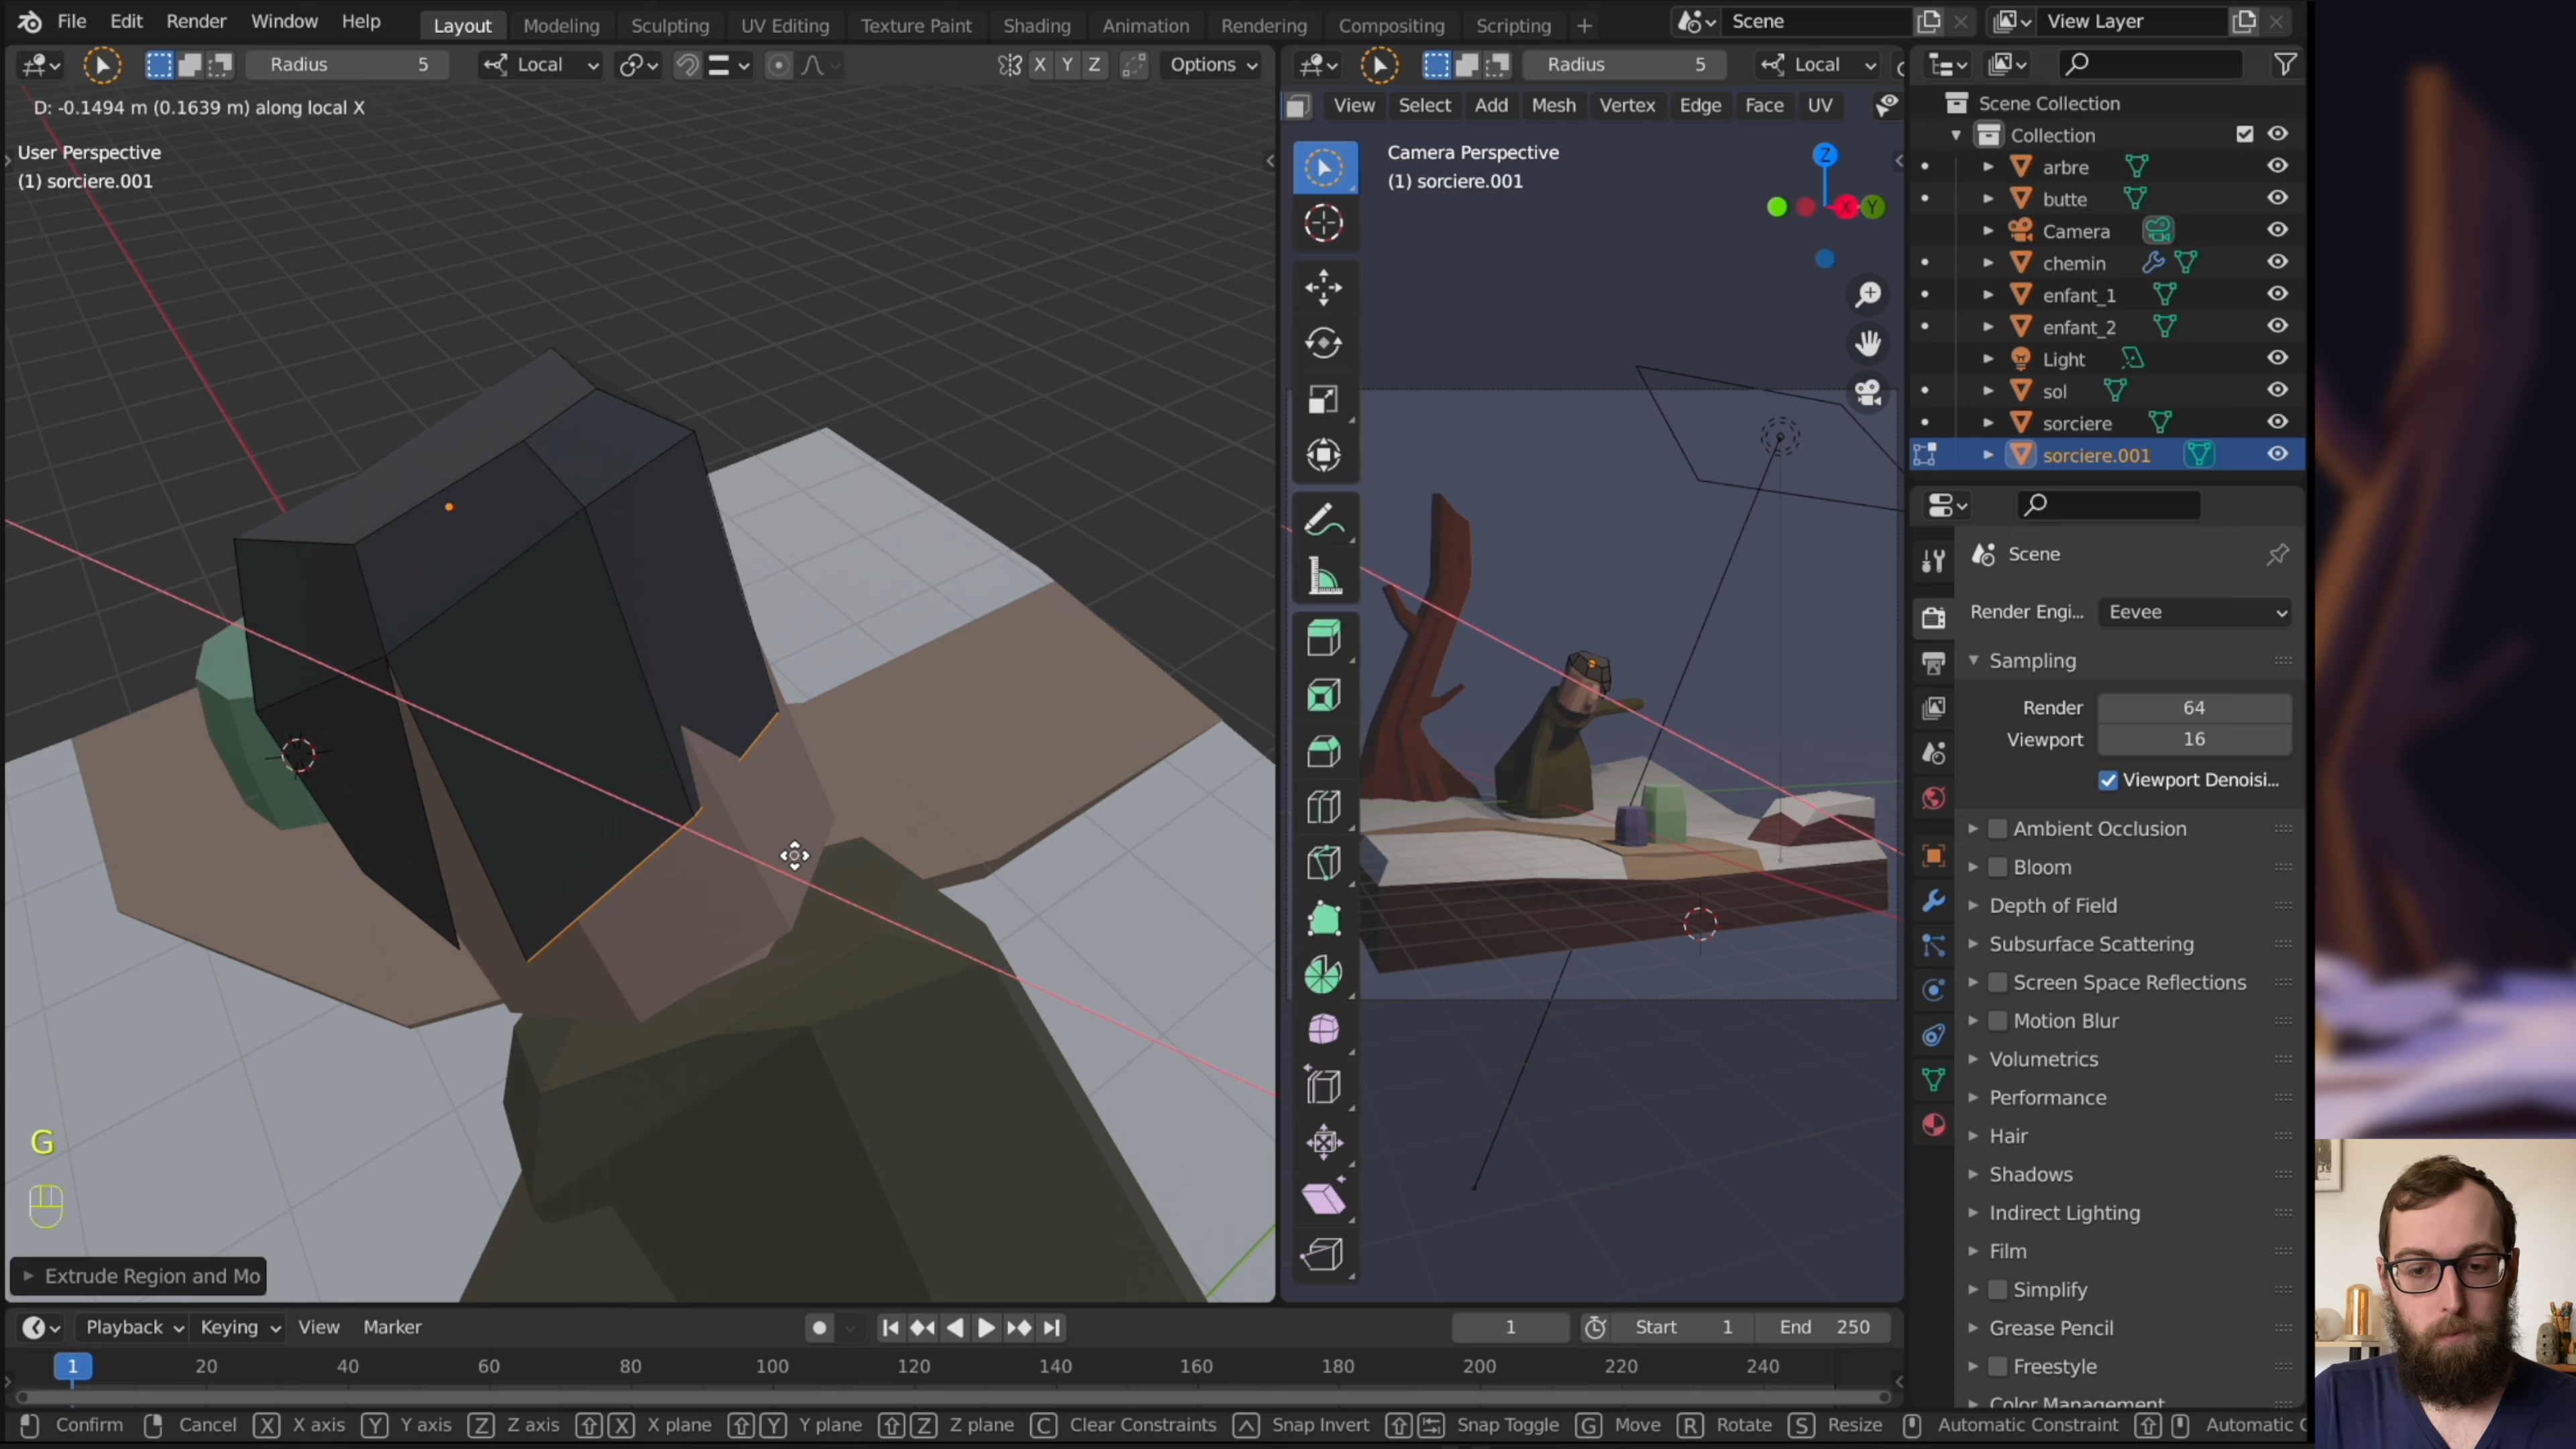 File Edit Render Window Help Layout Modeling Sculpting UV Editing Texture Paint Shading Animation Rendering Compositing Scripting + Scene View Layer
Radius 5 Local X Y Z Options Radius 5 Local
D: -0.1494 m (0.1639 m) along local X
View Select Add Mesh Vertex Edge Face UV
User Perspective
(1) sorciere.001
Camera Perspective
(1) sorciere.001
Z
X
Y
Scene Collection
Collection
arbre
butte
Camera
chemin
enfant_1
enfant_2
Light
sol
sorciere
sorciere.001
Scene
Render Engi... Eevee
Sampling
Render 64
Viewport 16
Viewport Denoisi...
Ambient Occlusion
Bloom
Depth of Field
Subsurface Scattering
Screen Space Reflections
Motion Blur
Volumetrics
Performance
Hair
Shadows
Indirect Lighting
Film
Simplify
Grease Pencil
Freestyle
Color Management
G
Extrude Region and Mo
Playback Keying View Marker 1 Start 1 End 250
1 20 40 60 80 100 120 140 160 180 200 220 240
Confirm Cancel X X axis Y Y axis Z Z axis X X plane Y Y plane Z Z plane C Clear Constraints Snap Invert Snap Toggle G Move R Rotate S Resize Automatic Constraint Automatic C